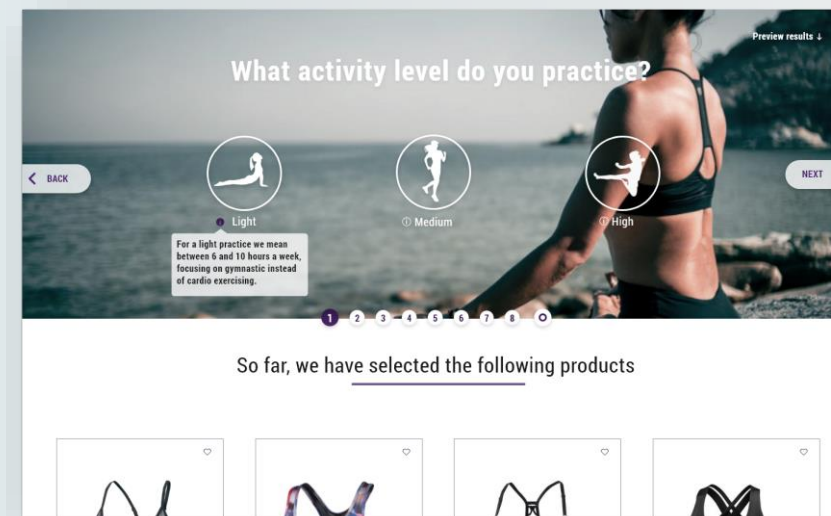 Preview results ↓
What activity level do you practice?
BACK
NEXT
Light
Medium
High
For a light practice we mean
between 6 and 10 hours a week,
focusing on gymnastic instead
of cardio exercising.
1 2 3 4 5 6 7 8
So far, we have selected the following products